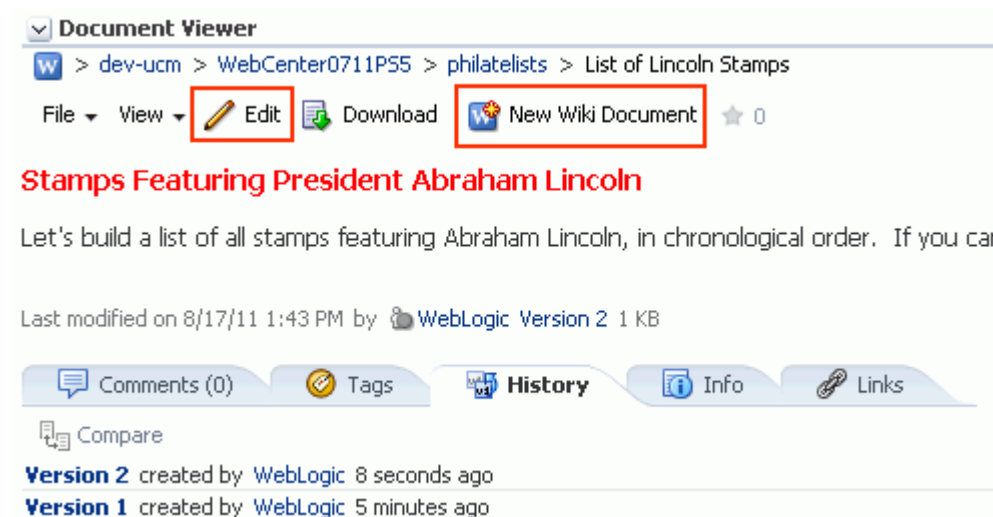 Document Viewer
W > dev-ucm > WebCenter0711PS5 > philatelists > List of Lincoln Stamps
File View Edit Download New Wiki Document 0
Stamps Featuring President Abraham Lincoln
Let's build a list of all stamps featuring Abraham Lincoln, in chronological order. If you
Last modified on 8/17/11 1:43 PM by WebLogic Version 2 1 KB
Comments (0) Tags History Info Links
Compare
Version 2 created by WebLogic 8 seconds ago
Version 1 created by WebLogic 5 minutes ago